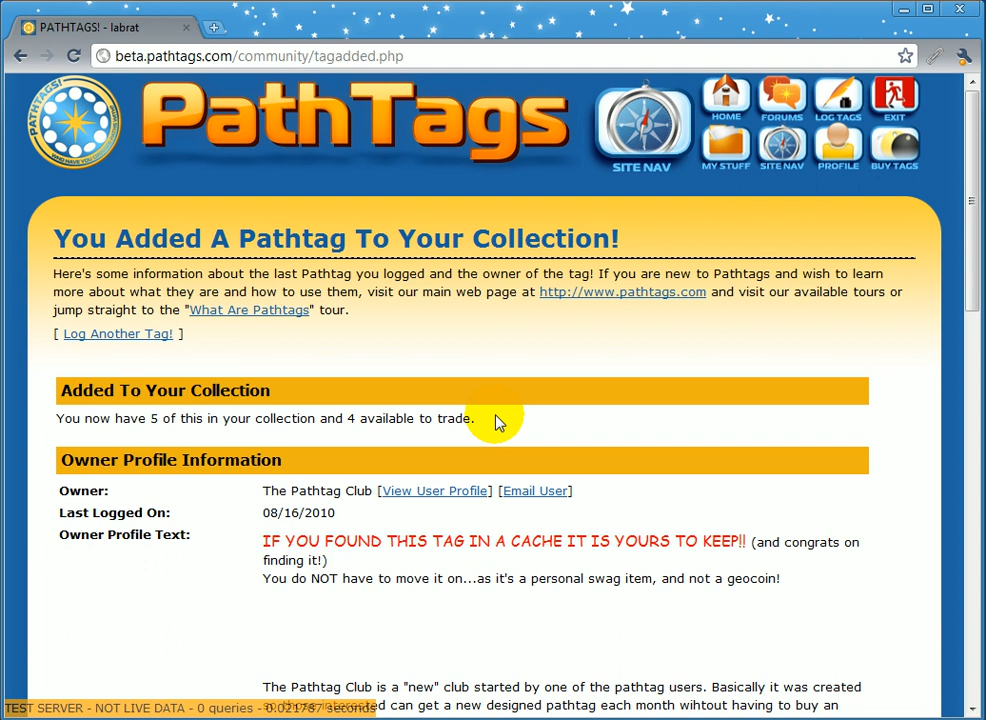 PATHTAGS! - labrat
beta.pathtags.com/community/tagadded.php
PATHTAGS!
PathTags
SITE NAV
HOME
FORUMS
LOG TAGS
EXIT
MY STUFF
SITE NAV
PROFILE
BUY TAGS
You Added A Pathtag To Your Collection!
Here's some information about the last Pathtag you logged and the owner of the tag! If you are new to Pathtags and wish to learn
more about what they are and how to use them, visit our main web page at http://www.pathtags.com and visit our available tours or
jump straight to the "What Are Pathtags" tour.
[ Log Another Tag! ]
Added To Your Collection
You now have 5 of this in your collection and 4 available to trade.
Owner Profile Information
Owner: The Pathtag Club [View User Profile] [Email User]
Last Logged On: 08/16/2010
Owner Profile Text: IF YOU FOUND THIS TAG IN A CACHE IT IS YOURS TO KEEP!! (and congrats on
finding it!)
You do NOT have to move it on...as it's a personal swag item, and not a geocoin!
The Pathtag Club is a "new" club started by one of the pathtag users. Basically it was created
so those interested can get a new designed pathtag each month wihtout having to buy an
TEST SERVER - NOT LIVE DATA - 0 queries - 0.021787 seconds